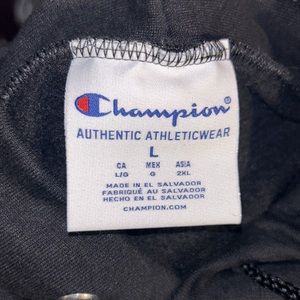 Champion®
AUTHENTIC ATHLETICWEAR
L
CA MEX ASIA
L/G G 2XL
MADE IN EL SALVADOR
FABRIQUÉ AU SALVADOR
HECHO EN EL SALVADOR
CHAMPION.COM